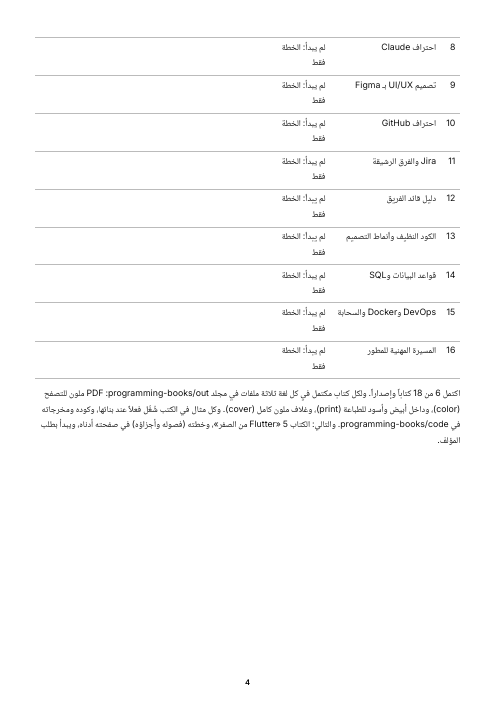 8 احتراف Claude لم يبدأ: الخطة
فقط
9 تصميم UI/UX بـ Figma لم يبدأ: الخطة
فقط
10 احتراف GitHub لم يبدأ: الخطة
فقط
11 Jira والفرق الرشيقة لم يبدأ: الخطة
فقط
12 دليل قائد الفريق لم يبدأ: الخطة
فقط
13 الكود النظيف وأنماط التصميم لم يبدأ: الخطة
فقط
14 قواعد البيانات وSQL لم يبدأ: الخطة
فقط
15 DevOps وDocker والسحابة لم يبدأ: الخطة
فقط
16 المسيرة المهنية للمطور لم يبدأ: الخطة
فقط
اكتمل 6 من 18 كتاباً وإصداراً. ولكل كتاب مكتمل في كل لغة ثلاثة ملفات في مجلد programming-books/out: PDF ملون للتصفح
(color)، وداخل أبيض وأسود للطباعة (print)، وغلاف ملون كامل (cover). وكل مثال في الكتب شُغّل فعلاً عند بنائها، وكوده ومخرجاته
في programming-books/code. والتالي: الكتاب 5 «Flutter من الصفر»، وخطته (فصوله وأجزاؤه) في صفحته أدناه، ويبدأ بطلب
المؤلف.
4